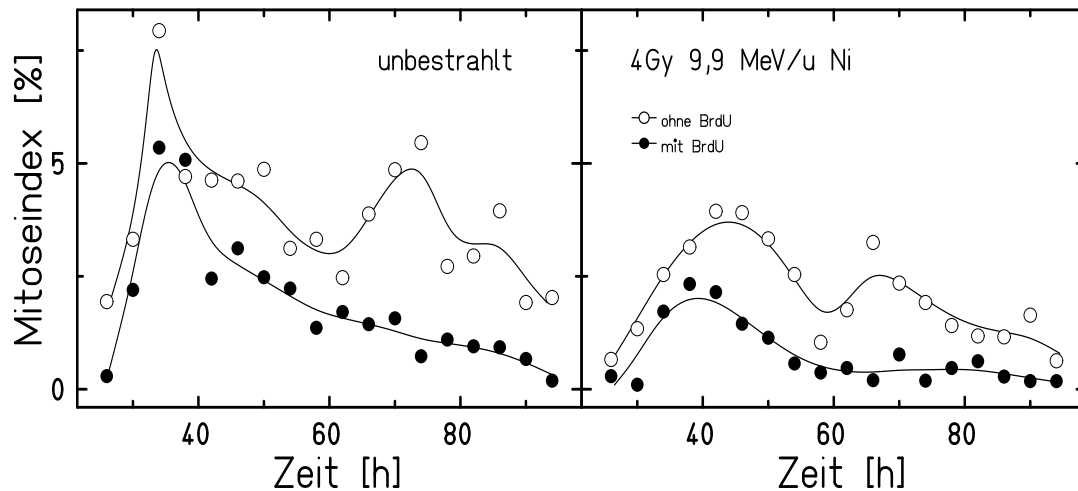 Mitoseindex [%]
5
0
unbestrahlt
4Gy 9,9 MeV/u Ni
ohne BrdU
mit BrdU
40 60 80 40 60 80
Zeit [h] Zeit [h]